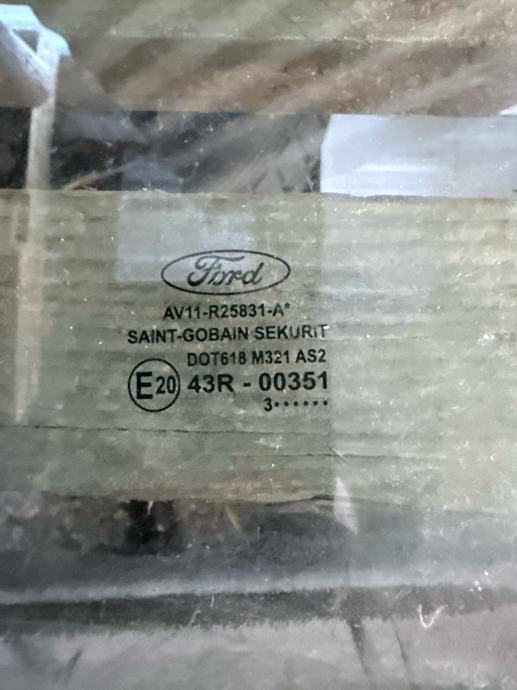 Ford
AV11-R25831-A*
SAINT-GOBAIN SEKURIT
DOT618 M321 AS2
E20 43R - 00351
3••••••